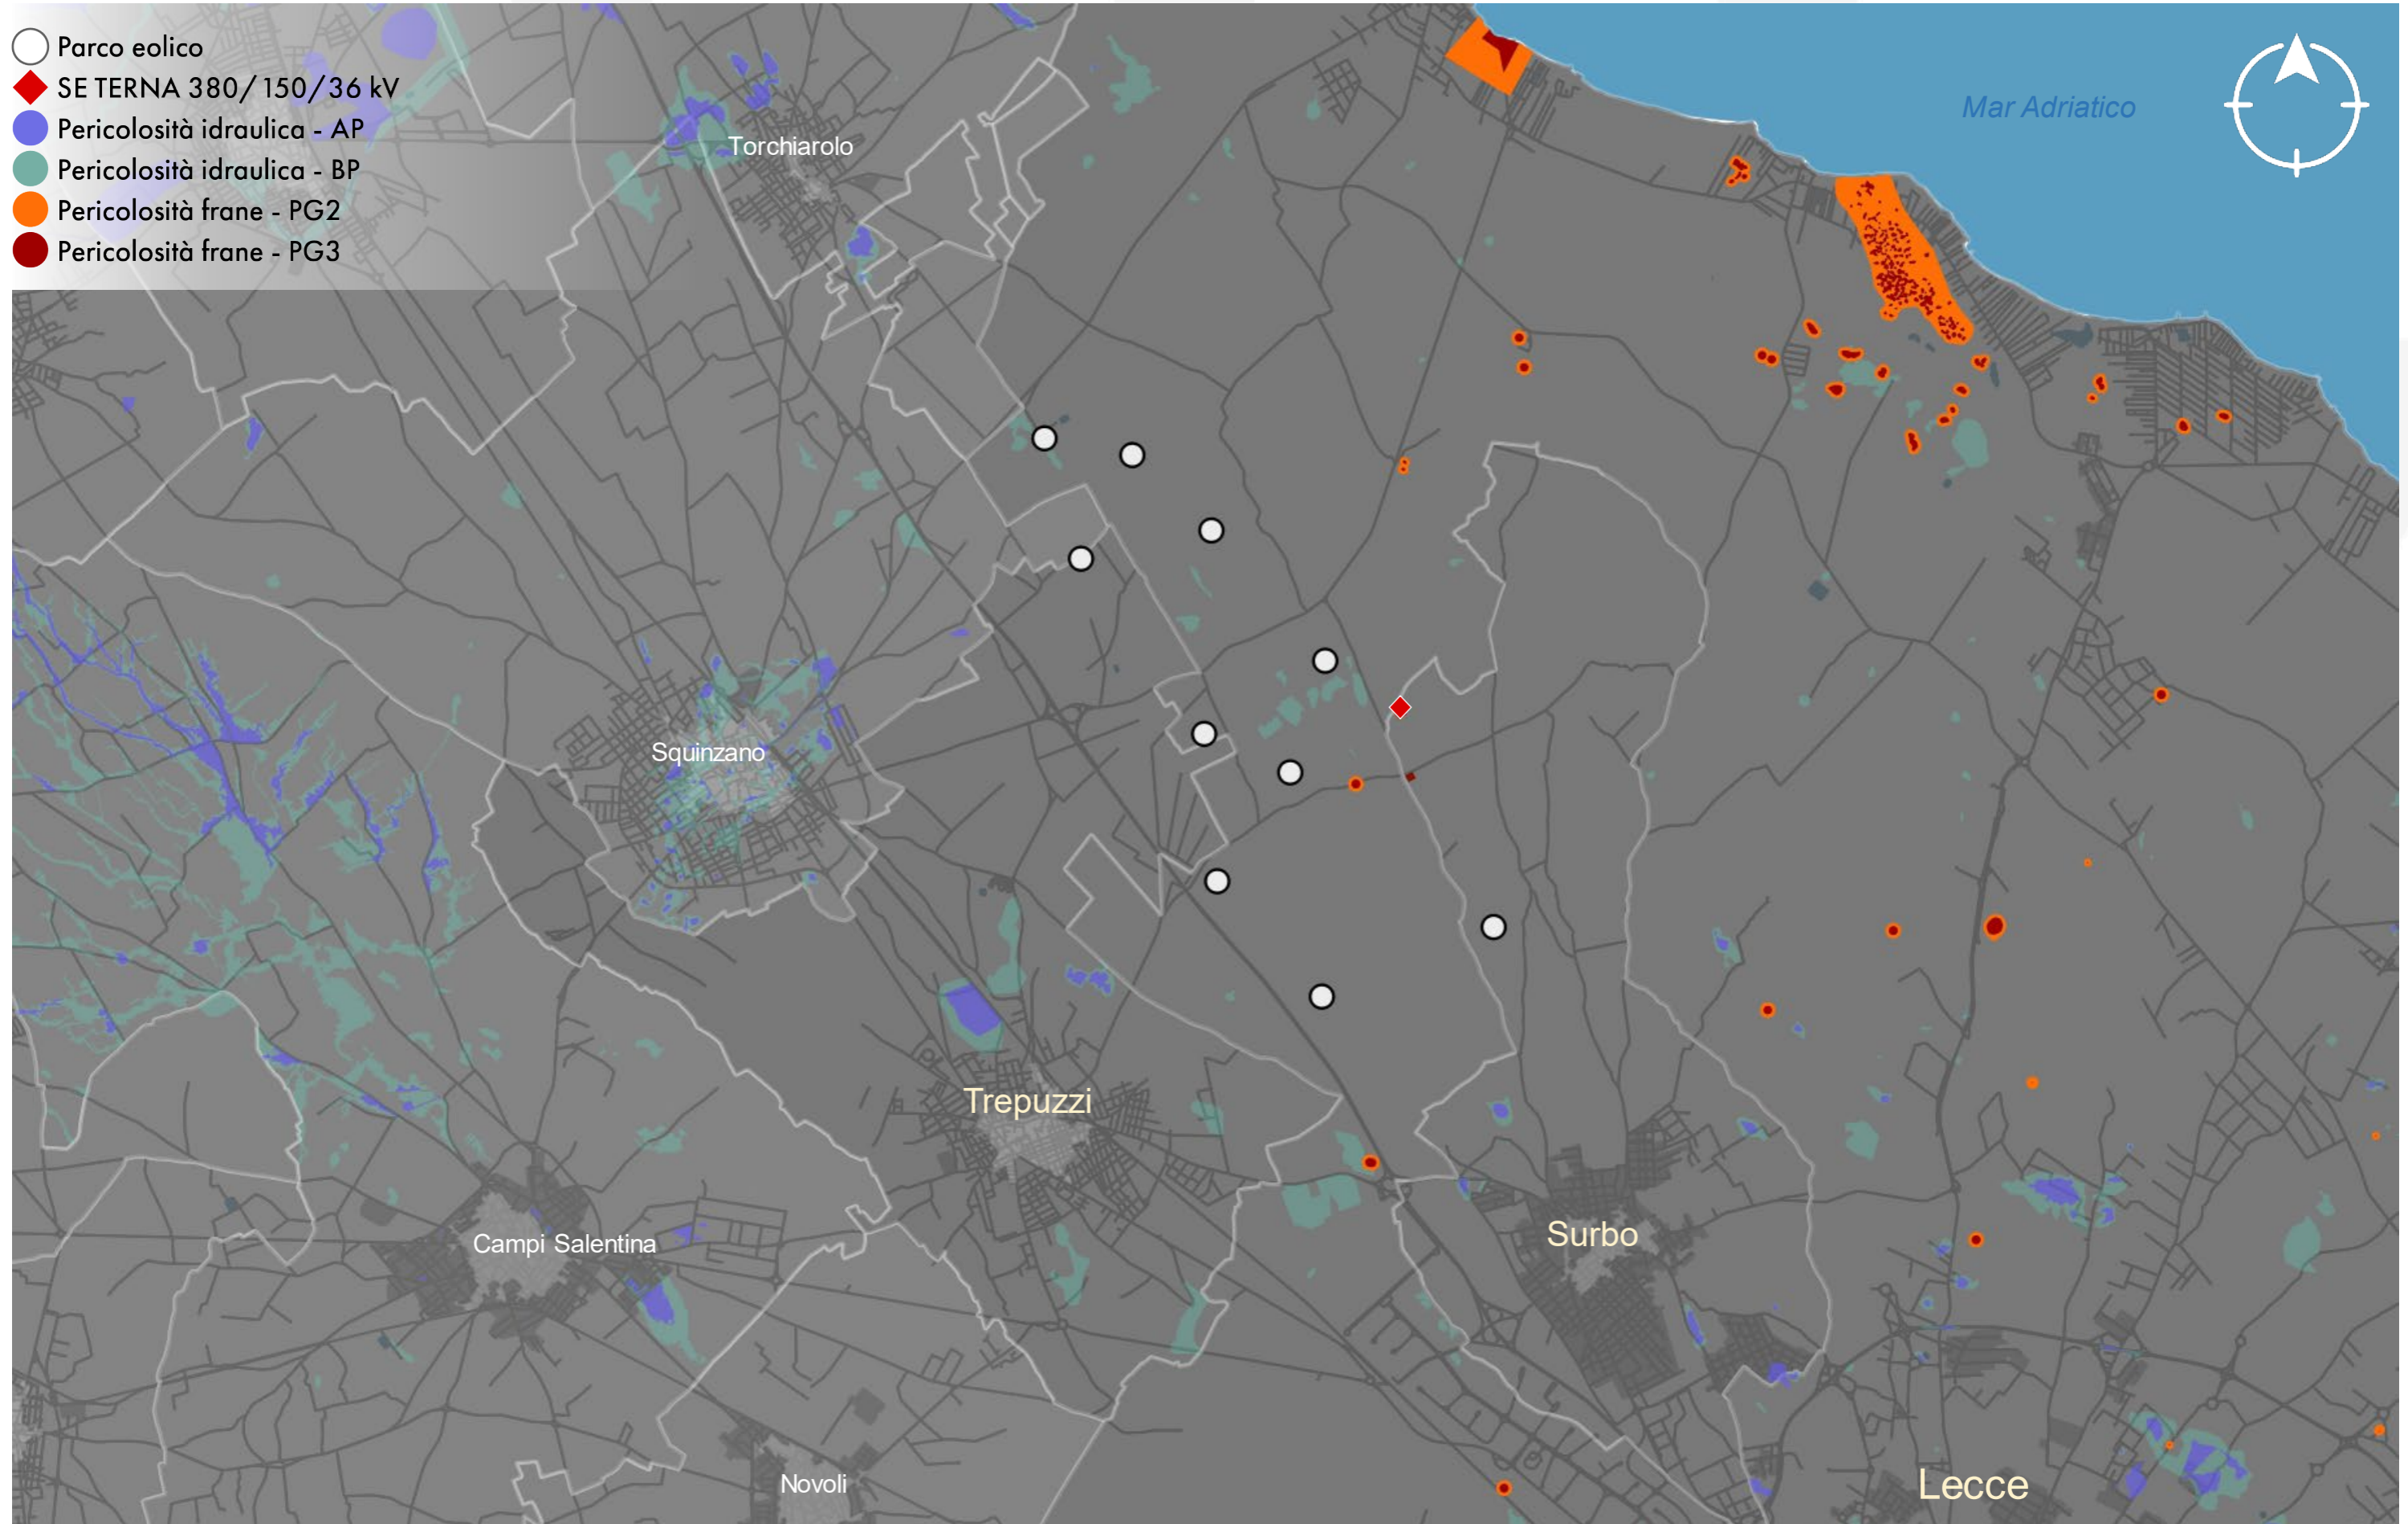 Parco eolico
SE TERNA 380/150/36 kV
Pericolosità idraulica - AP
Pericolosità idraulica - BP
Pericolosità frane - PG2
Pericolosità frane - PG3
Mar Adriatico
Torchiarolo
Squinzano
Trepuzzi
Surbo
Campi Salentina
Novoli
Lecce